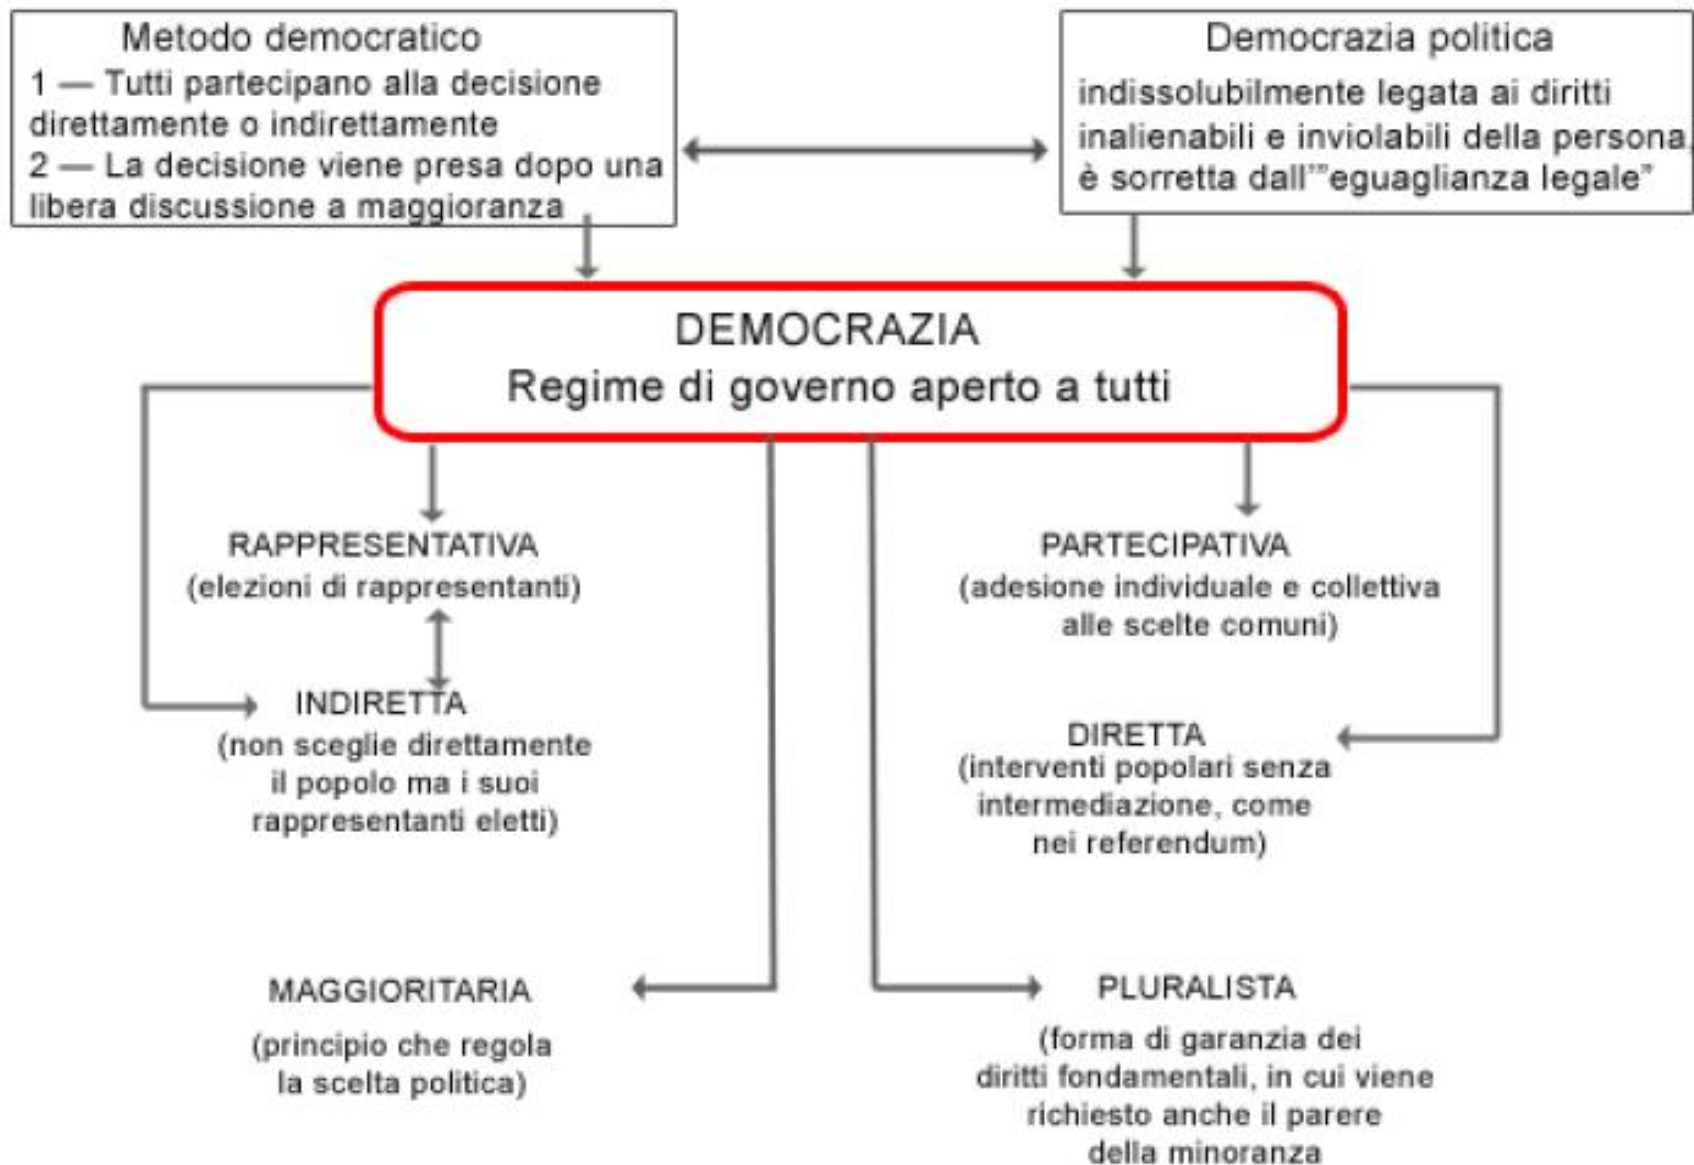 Metodo democratico
1 — Tutti partecipano alla decisione
direttamente o indirettamente
2 — La decisione viene presa dopo una
libera discussione a maggioranza
Democrazia politica
indissolubilmente legata ai diritti
inalienabili e inviolabili della persona,
è sorretta dall'"eguaglianza legale"
DEMOCRAZIA
Regime di governo aperto a tutti
RAPPRESENTATIVA
(elezioni di rappresentanti)
PARTECIPATIVA
(adesione individuale e collettiva
alle scelte comuni)
INDIRETTA
(non sceglie direttamente
il popolo ma i suoi
rappresentanti eletti)
DIRETTA
(interventi popolari senza
intermediazione, come
nei referendum)
MAGGIORITARIA
(principio che regola
la scelta politica)
PLURALISTA
(forma di garanzia dei
diritti fondamentali, in cui viene
richiesto anche il parere
della minoranza